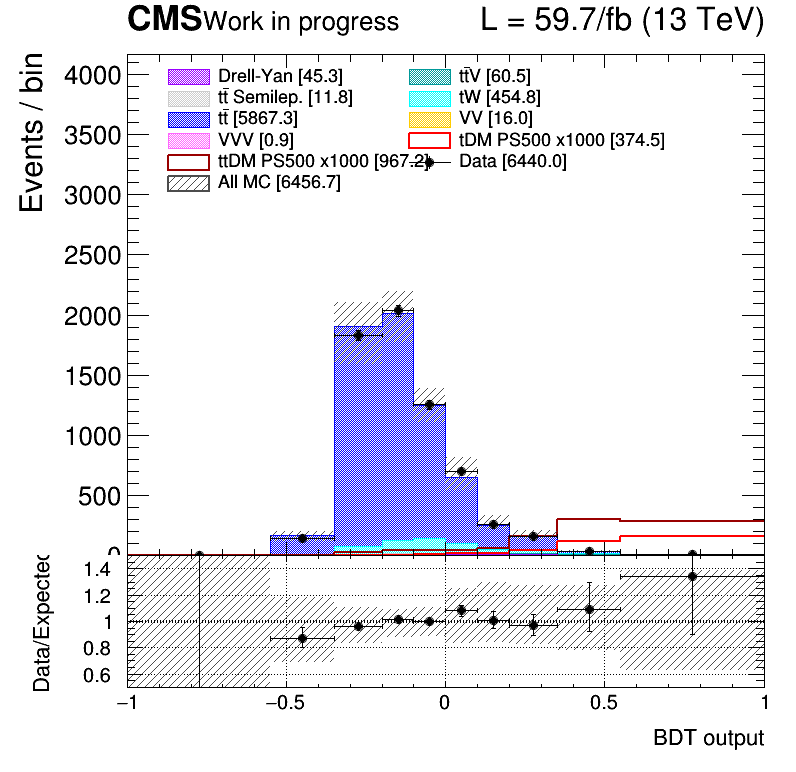 CMS Work in progress L = 59.7/fb (13 TeV)
Events / bin
4000
3500
3000
2500
2000
1500
1000
500
0
Drell-Yan [45.3] tt̄V [60.5]
tt̄ Semilep. [11.8] tW [454.8]
tt̄ [5867.3] VV [16.0]
VVV [0.9] tDM PS500 x1000 [374.5]
ttDM PS500 x1000 [967.2] Data [6440.0]
All MC [6456.7]
Data/Expected
1.4
1.2
1
0.8
0.6
−1 −0.5 0 0.5 1
BDT output